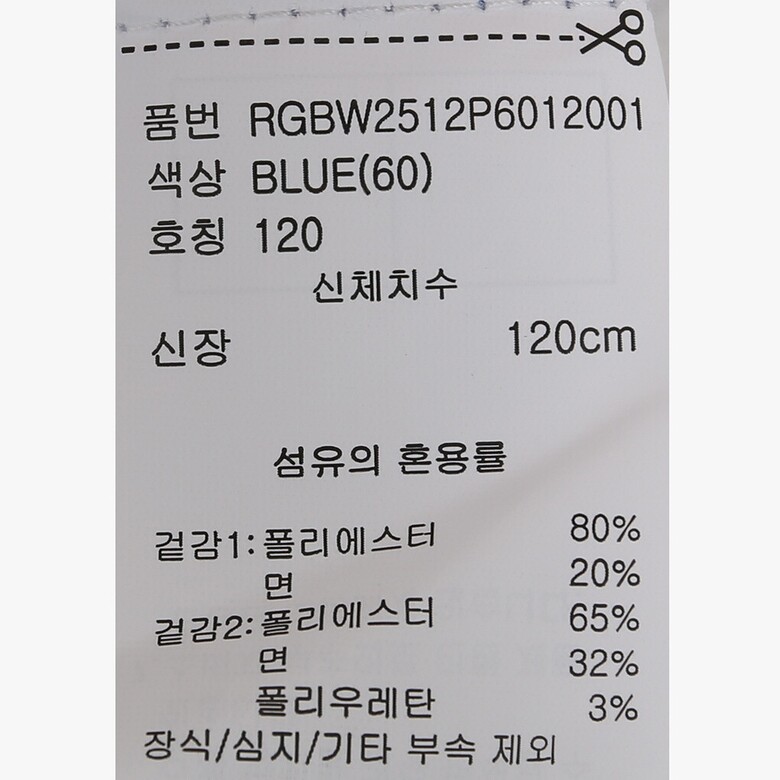 품번 RGBW2512P6012001
색상 BLUE(60)
호칭 120
신체치수
신장 120cm
섬유의 혼용률
겉감1: 폴리에스터 80%
면 20%
겉감2: 폴리에스터 65%
면 32%
폴리우레탄 3%
장식/심지/기타 부속 제외